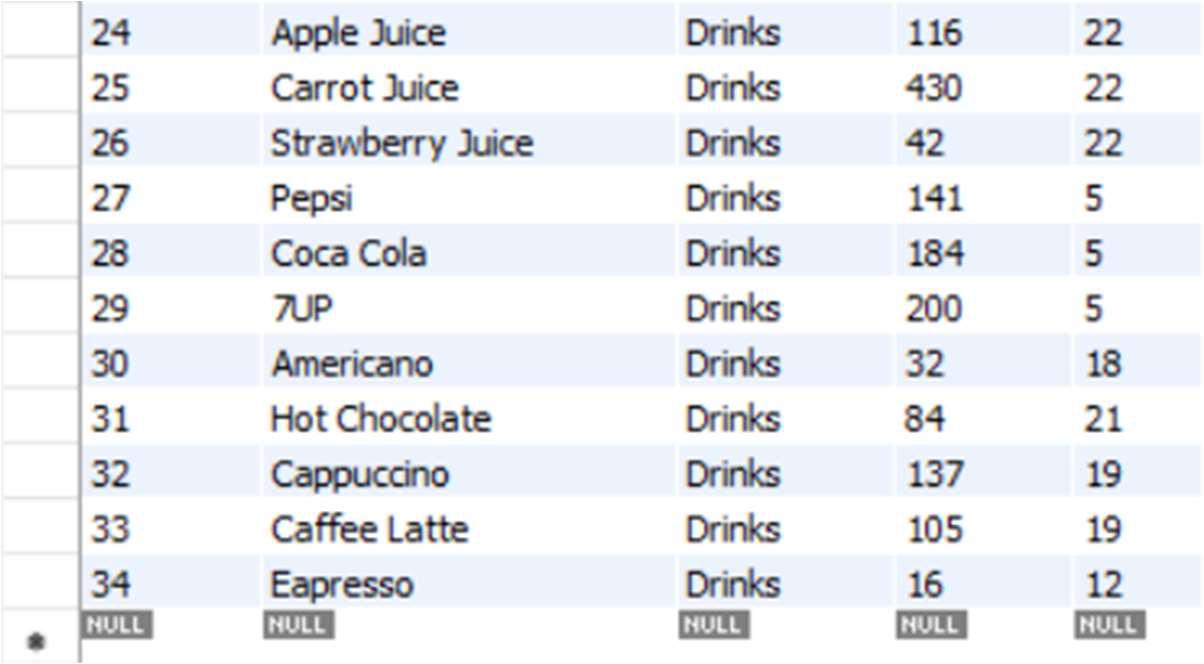 24 Apple Juice Drinks 116 22
25 Carrot Juice Drinks 430 22
26 Strawberry Juice Drinks 42 22
27 Pepsi Drinks 141 5
28 Coca Cola Drinks 184 5
29 7UP Drinks 200 5
30 Americano Drinks 32 18
31 Hot Chocolate Drinks 84 21
32 Cappuccino Drinks 137 19
33 Caffee Latte Drinks 105 19
34 Eapresso Drinks 16 12
NULL NULL NULL NULL NULL